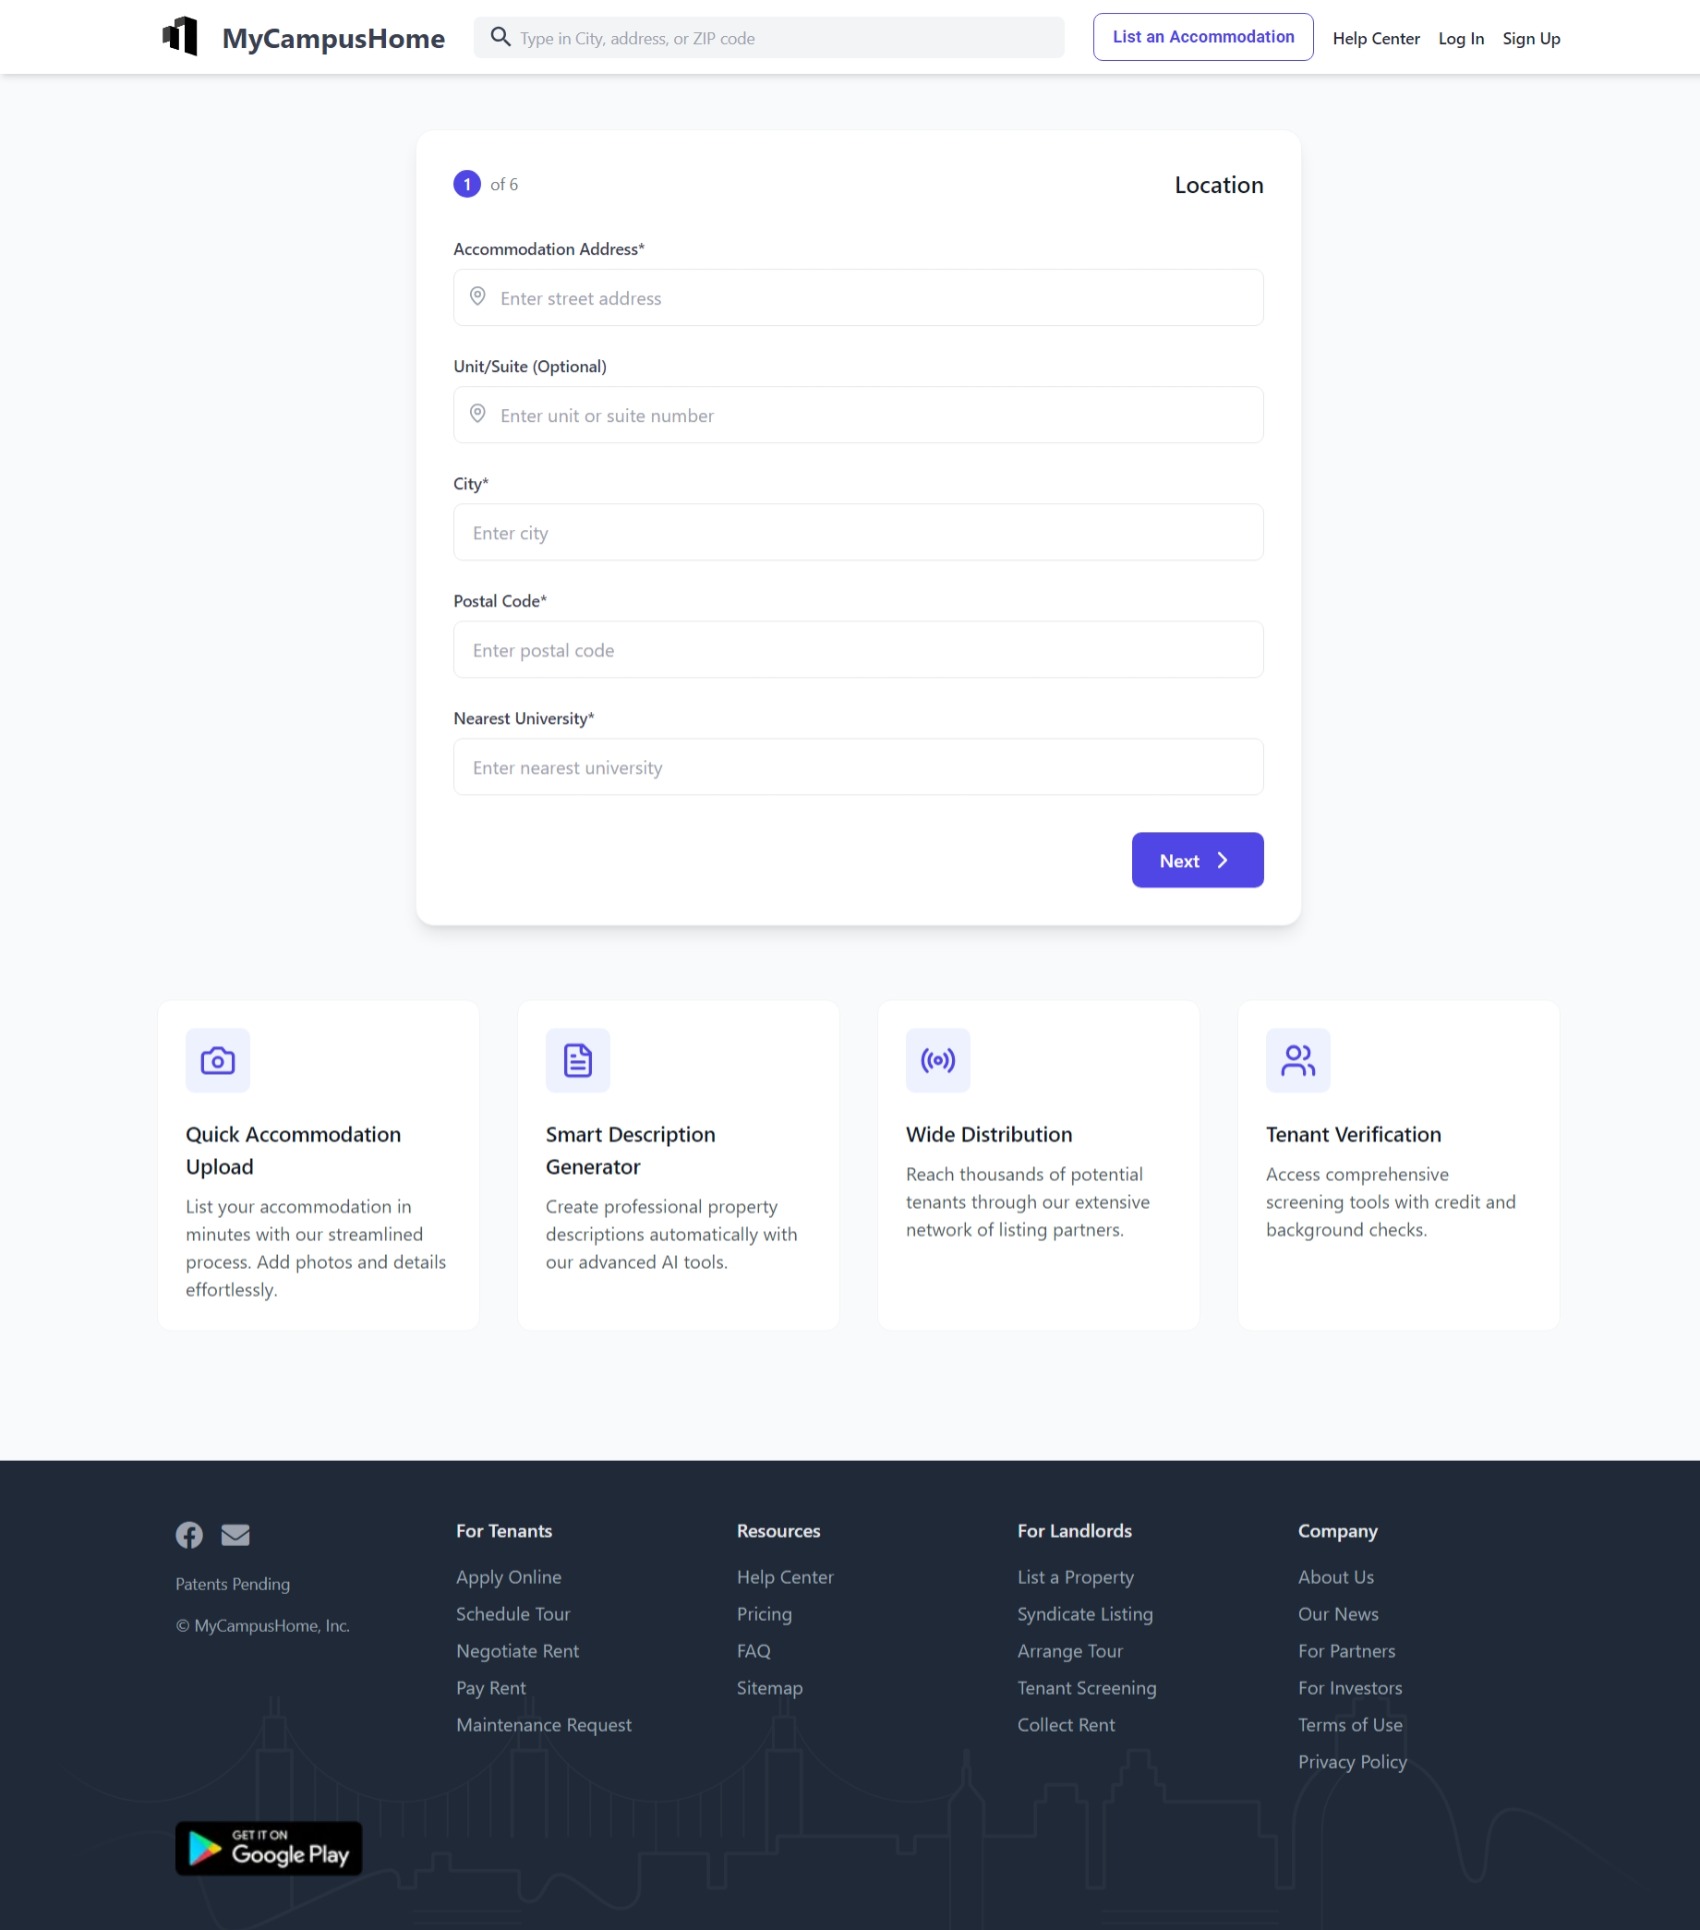 MyCampusHome
Type in City, address, or ZIP code
List an Accommodation
Help Center
Log In
Sign Up
1 of 6
Location
Accommodation Address*
Enter street address
Unit/Suite (Optional)
Enter unit or suite number
City*
Enter city
Postal Code*
Enter postal code
Nearest University*
Enter nearest university
Next
Quick Accommodation
Upload
List your accommodation in
minutes with our streamlined
process. Add photos and details
effortlessly.
Smart Description
Generator
Create professional property
descriptions automatically with
our advanced AI tools.
Wide Distribution
Reach thousands of potential
tenants through our extensive
network of listing partners.
Tenant Verification
Access comprehensive
screening tools with credit and
background checks.
Patents Pending
© MyCampusHome, Inc.
For Tenants
Apply Online
Schedule Tour
Negotiate Rent
Pay Rent
Maintenance Request
Resources
Help Center
Pricing
FAQ
Sitemap
For Landlords
List a Property
Syndicate Listing
Arrange Tour
Tenant Screening
Collect Rent
Company
About Us
Our News
For Partners
For Investors
Terms of Use
Privacy Policy
GET IT ON
Google Play